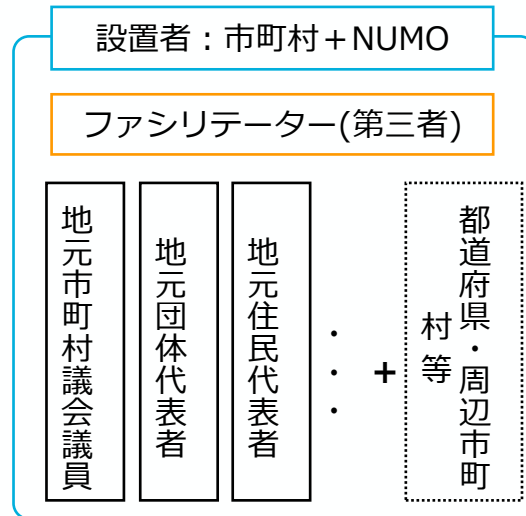 設置者：市町村＋NUMO
ファシリテーター(第三者)
地元市町村議会議員
地元団体代表者
地元住民代表者
・・・
+
都道府県・周辺市町
村等